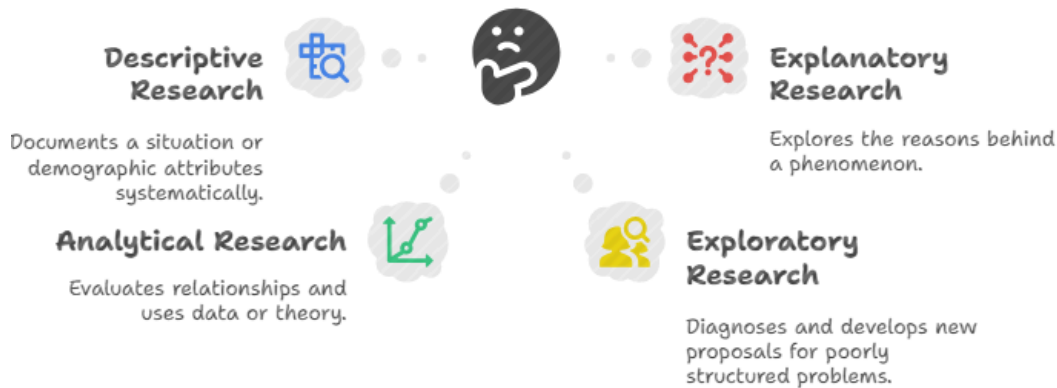 Descriptive
Research
Documents a situation or
demographic attributes
systematically.
Explanatory
Research
Explores the reasons behind
a phenomenon.
Analytical Research
Evaluates relationships and
uses data or theory.
Exploratory
Research
Diagnoses and develops new
proposals for poorly
structured problems.